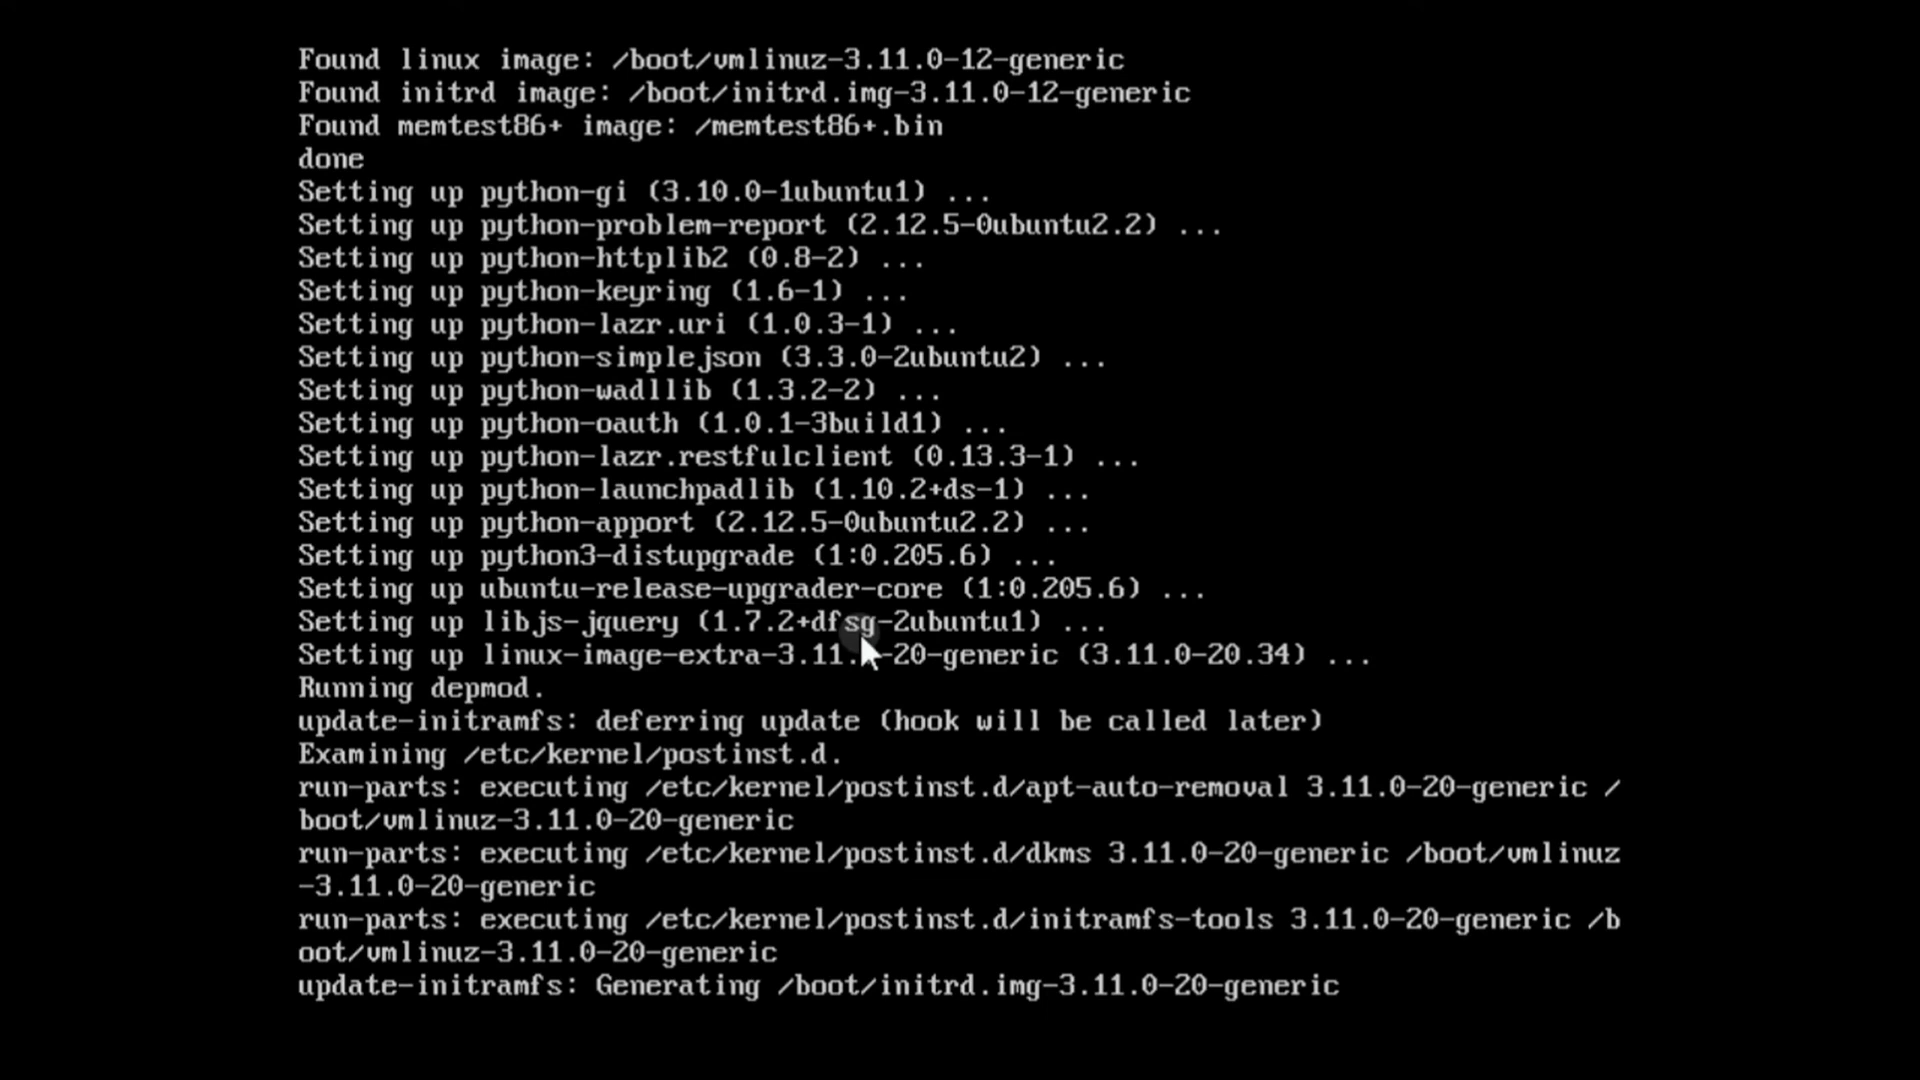 Found linux image: /boot/vmlinuz-3.11.0-12-generic
Found initrd image: /boot/initrd.img-3.11.0-12-generic
Found memtest86+ image: /memtest86+.bin
done
Setting up python-gi (3.10.0-1ubuntu1) ...
Setting up python-problem-report (2.12.5-0ubuntu2.2) ...
Setting up python-httplib2 (0.8-2) ...
Setting up python-keyring (1.6-1) ...
Setting up python-lazr.uri (1.0.3-1) ...
Setting up python-simplejson (3.3.0-2ubuntu2) ...
Setting up python-wadllib (1.3.2-2) ...
Setting up python-oauth (1.0.1-3build1) ...
Setting up python-lazr.restfulclient (0.13.3-1) ...
Setting up python-launchpadlib (1.10.2+ds-1) ...
Setting up python-apport (2.12.5-0ubuntu2.2) ...
Setting up python3-distupgrade (1:0.205.6) ...
Setting up ubuntu-release-upgrader-core (1:0.205.6) ...
Setting up libjs-jquery (1.7.2+dfsg-2ubuntu1) ...
Setting up linux-image-extra-3.11.0-20-generic (3.11.0-20.34) ...
Running depmod.
update-initramfs: deferring update (hook will be called later)
Examining /etc/kernel/postinst.d.
run-parts: executing /etc/kernel/postinst.d/apt-auto-removal 3.11.0-20-generic /
boot/vmlinuz-3.11.0-20-generic
run-parts: executing /etc/kernel/postinst.d/dkms 3.11.0-20-generic /boot/vmlinuz
-3.11.0-20-generic
run-parts: executing /etc/kernel/postinst.d/initramfs-tools 3.11.0-20-generic /b
oot/vmlinuz-3.11.0-20-generic
update-initramfs: Generating /boot/initrd.img-3.11.0-20-generic